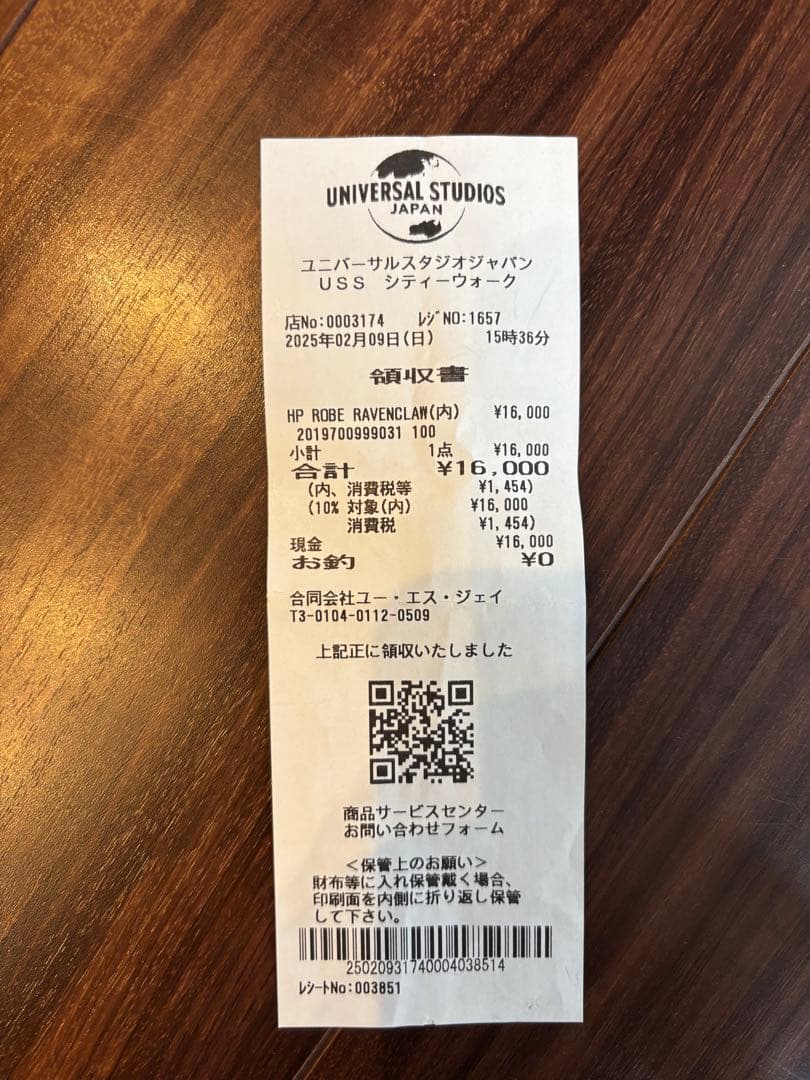 UNIVERSAL STUDIOS
JAPAN
ユニバーサルスタジオジャパン
USS シティーウォーク
店No:0003174 レジNO:1657
2025年02月09日(日) 15時36分
領収書
HP ROBE RAVENCLAW(内) ¥16,000
2019700999031 100
小計 1点 ¥16,000
合計 ¥16,000
(内、消費税等 ¥1,454)
(10% 対象(内) ¥16,000
消費税 ¥1,454)
現金 ¥16,000
お釣 ¥0
合同会社ユー・エス・ジェイ
T3-0104-0112-0509
上記正に領収いたしました
商品サービスセンター
お問い合わせフォーム
<保管上のお願い>
財布等に入れ保管戴く場合、
印刷面を内側に折り返し保管
して下さい。
25020931740004038514
レシートNo:003851